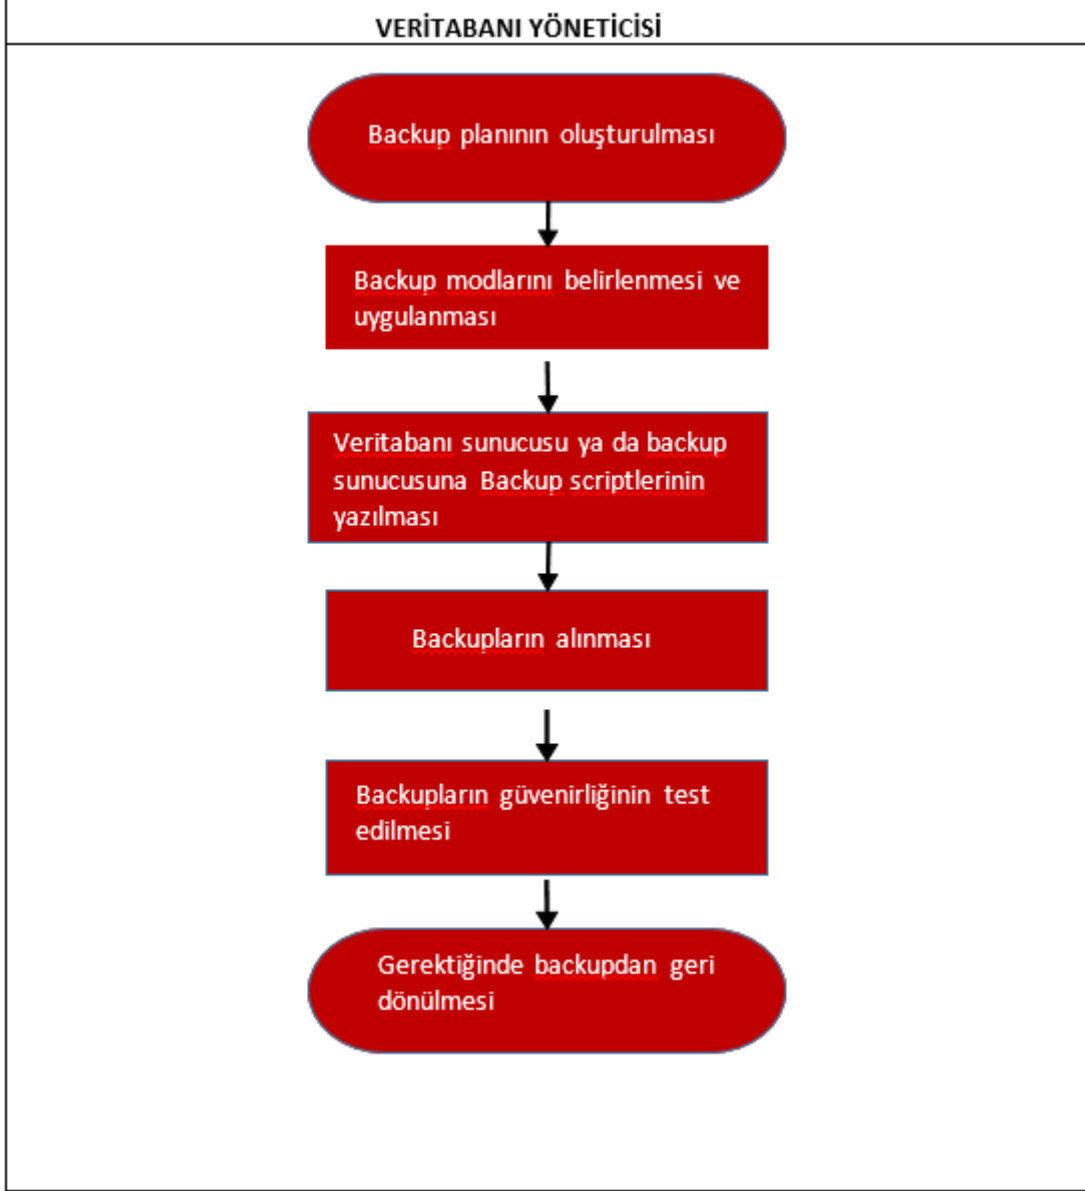 VERİTABANI YÖNETİCİSİ
Backup planının oluşturulması
Backup modlarını belirlenmesi ve
uygulanması
Veritabanı sunucusu ya da backup
sunucusuna Backup scriptlerinin
yazılması
Backupların alınması
Backupların güvenirliğinin test
edilmesi
Gerektiğinde backupdan geri
dönülmesi